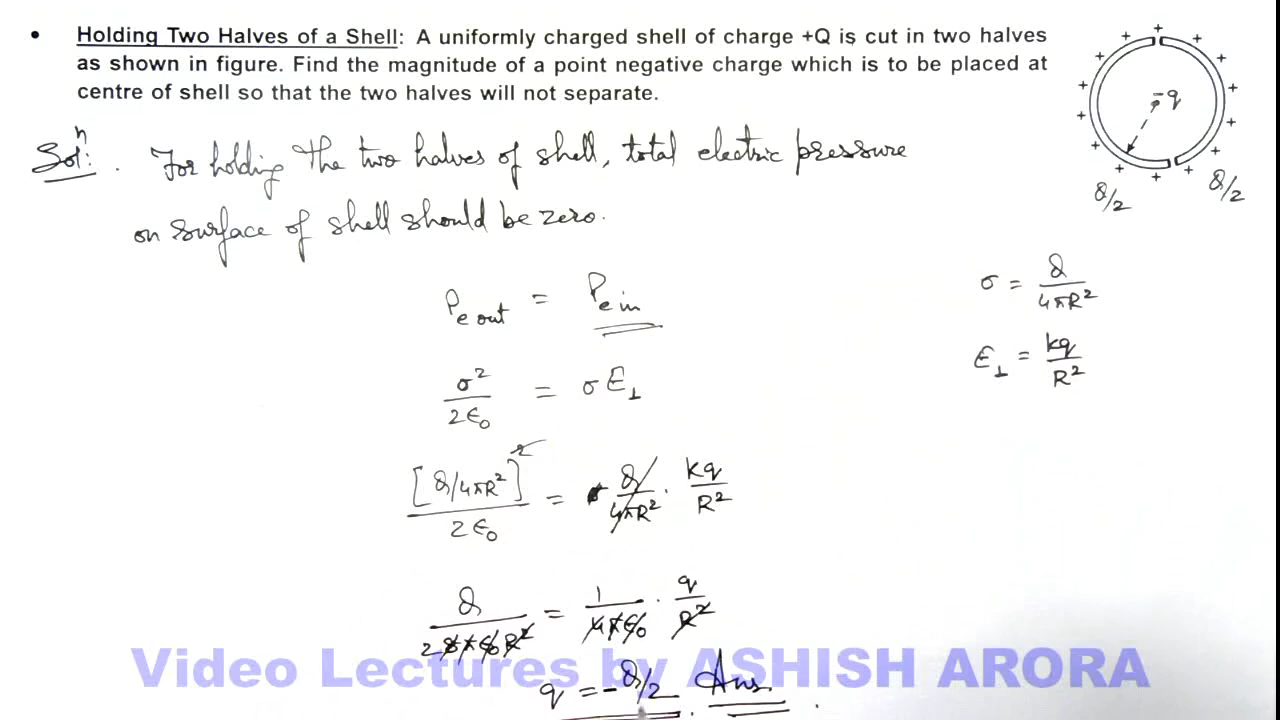 • Holding Two Halves of a Shell: A uniformly charged shell of charge +Q is cut in two halves
as shown in figure. Find the magnitude of a point negative charge which is to be placed at
centre of shell so that the two halves will not separate.
-q
Q/2
Q/2
Solⁿ: . For holding the two halves of shell, total electric pressure
on surface of shell should be zero.
P_e out = P_e in
σ = Q / 4πR²
E⊥ = kq / R²
σ² / 2ϵ₀ = σE⊥
[Q/4πR²]² / 2ϵ₀ = Q / 4πR² · kq / R²
Q / 28πϵ₀R² = 1 / 4πϵ₀ · q / R²
q = -Q/2 . Ans. .
Video Lectures by ASHISH ARORA